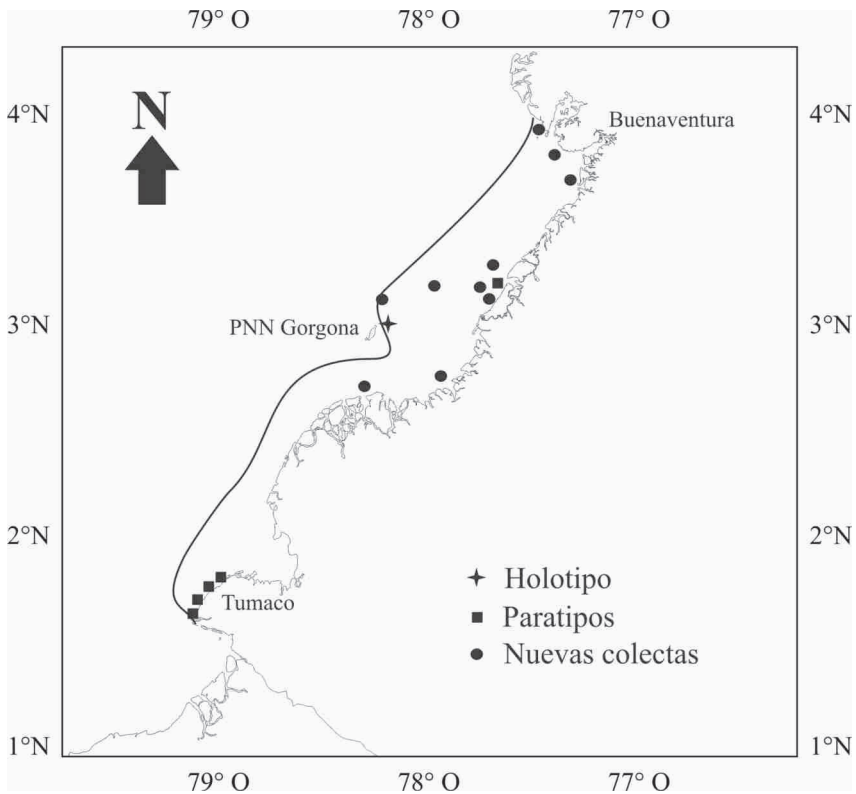 79° O 78° O 77° O
N
4°N 4°N
Buenaventura
PNN Gorgona
3°N 3°N
2°N 2°N
Holotipo
Tumaco
Paratipos
Nuevas colectas
1°N 1°N
79° O 78° O 77° O